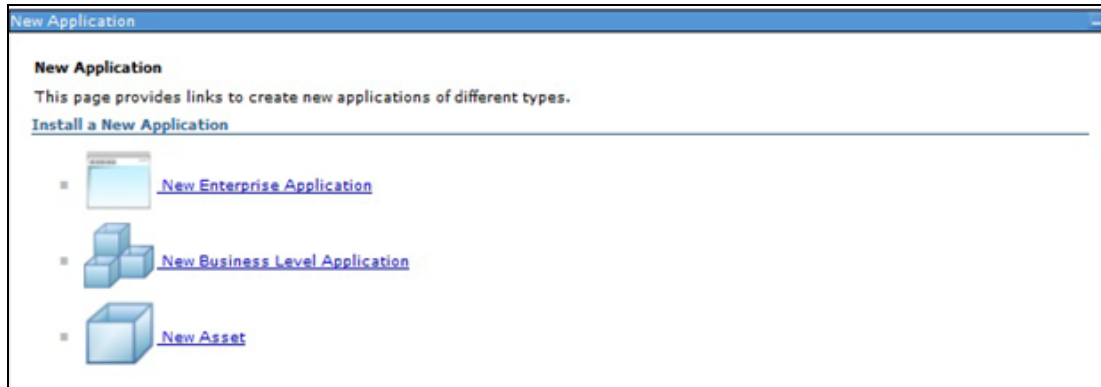 New Application
New Application
This page provides links to create new applications of different types.
Install a New Application
New Enterprise Application
New Business Level Application
New Asset